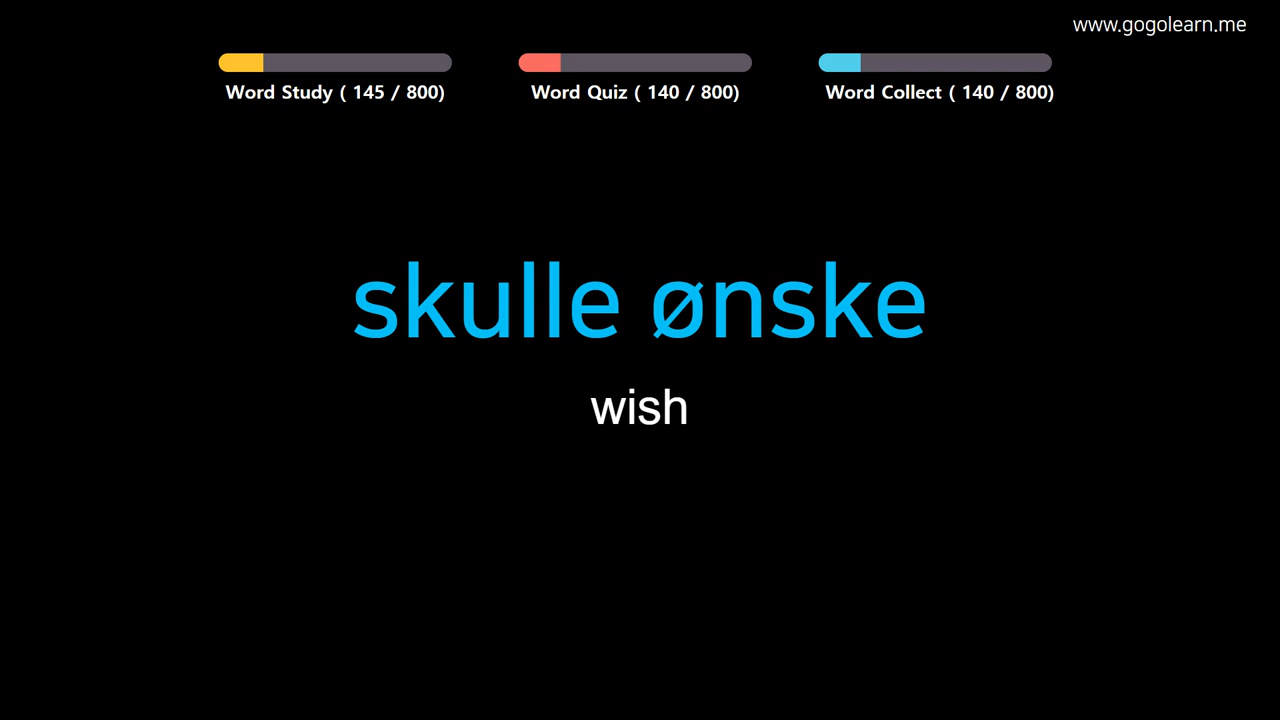 www.gogolearn.me
Word Study ( 145 / 800)
Word Quiz ( 140 / 800)
Word Collect ( 140 / 800)
skulle ønske
wish